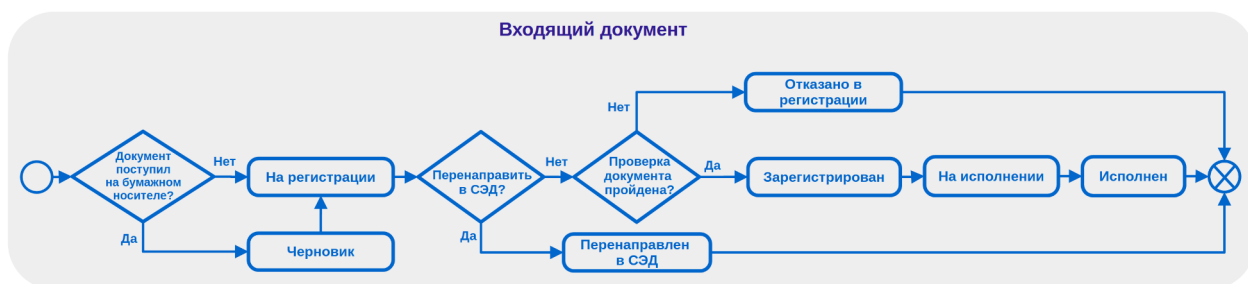 Входящий документ
Документ
поступил
на бумажном
носителе?
Нет
Да
На регистрации
Черновик
Перенаправить
в СЭД?
Нет
Да
Перенаправлен
в СЭД
Проверка
документа
пройдена?
Нет
Да
Отказано в
регистрации
Зарегистрирован
На исполнении
Исполнен